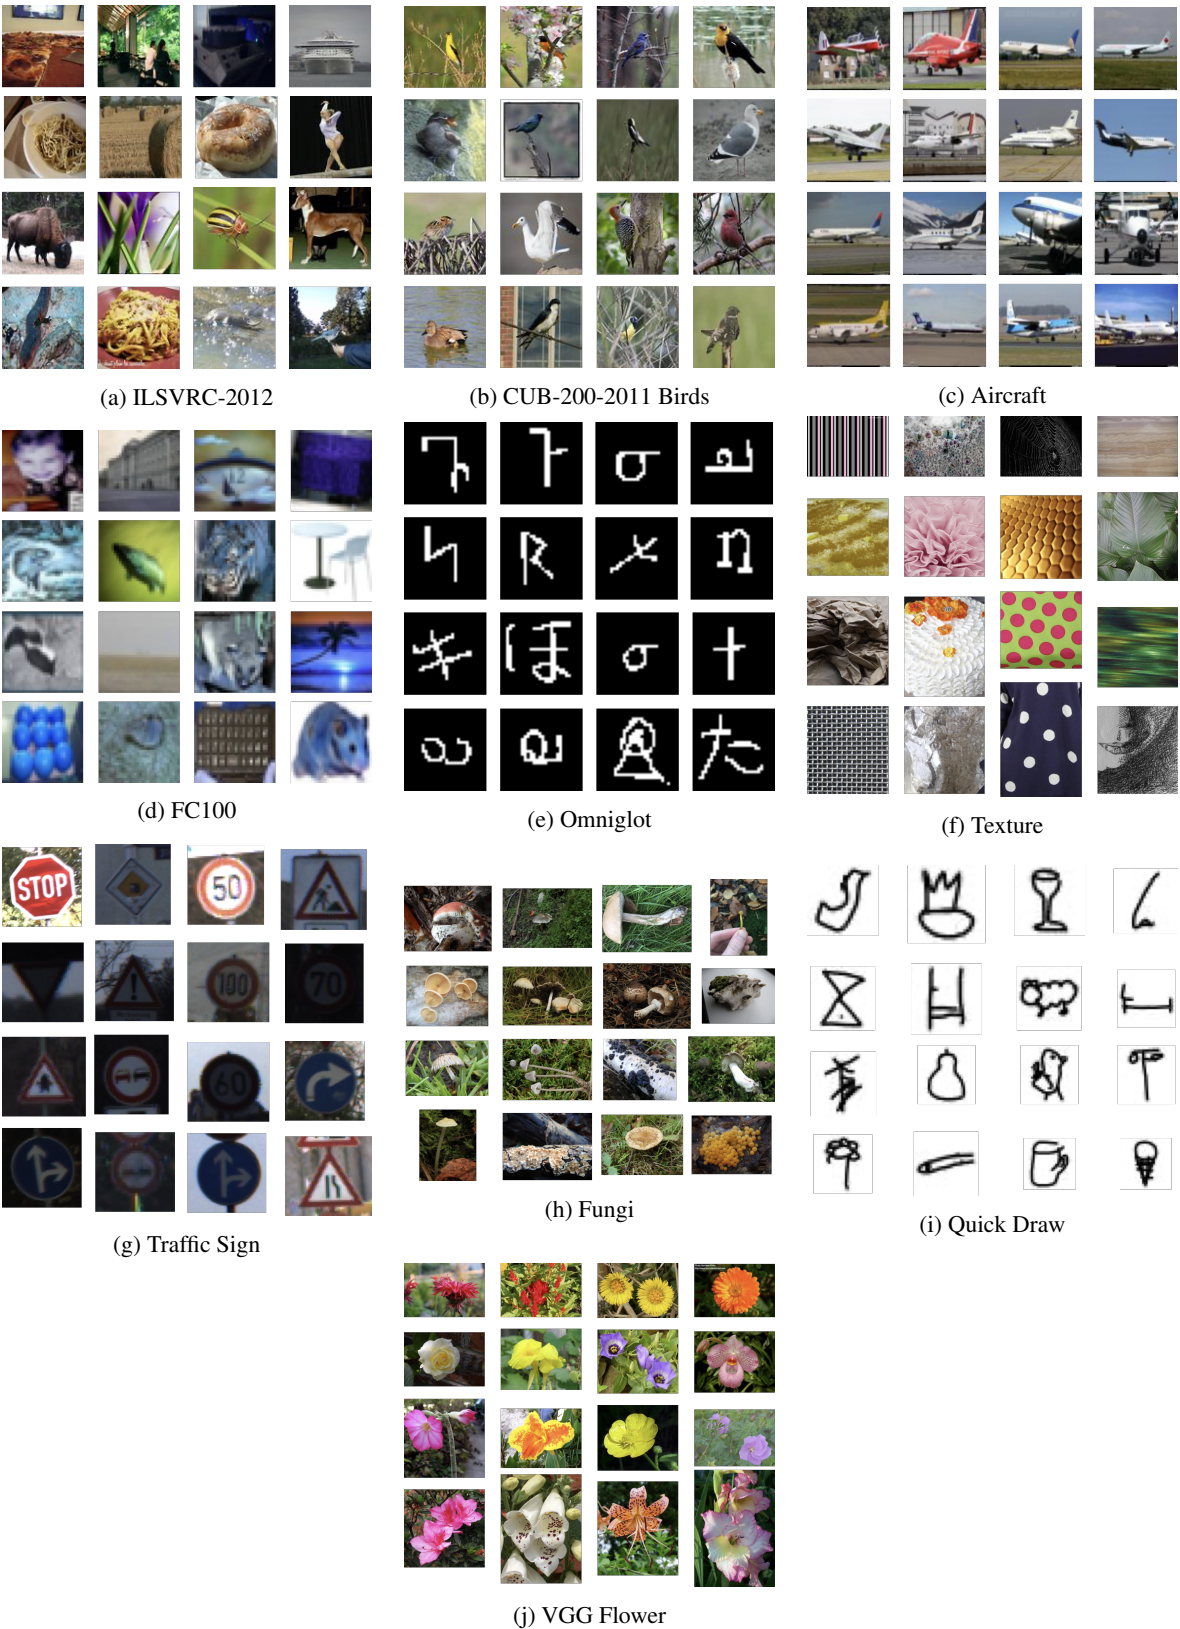 (a) ILSVRC-2012
(b) CUB-200-2011 Birds
(c) Aircraft
12
(d) FC100
(e) Omniglot
(f) Texture
STOP
50
100
70
60
(g) Traffic Sign
(h) Fungi
(i) Quick Draw
(j) VGG Flower